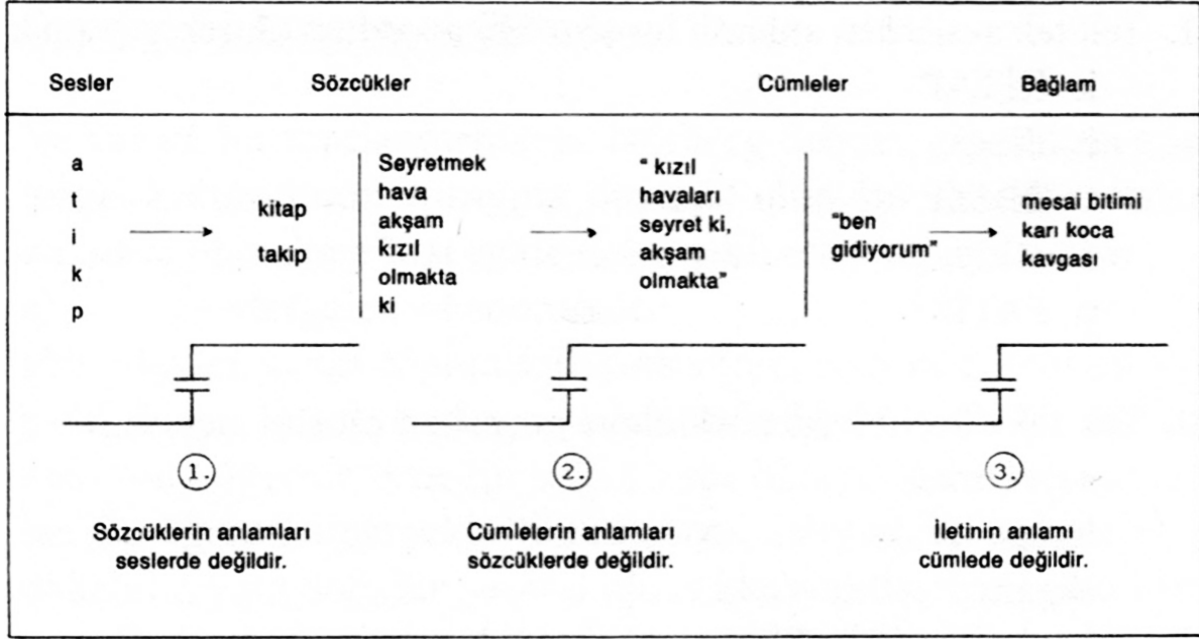 Sesler Sözcükler Cümleler Bağlam
a
t
i
k
p
kitap
takip
Seyretmek
hava
akşam
kızıl
olmakta
ki
" kızıl
havaları
seyret ki,
akşam
olmakta"
"ben
gidiyorum"
mesai bitimi
karı koca
kavgası
1.
Sözcüklerin anlamları
seslerde değildir.
2.
Cümlelerin anlamları
sözcüklerde değildir.
3.
İletinin anlamı
cümlede değildir.